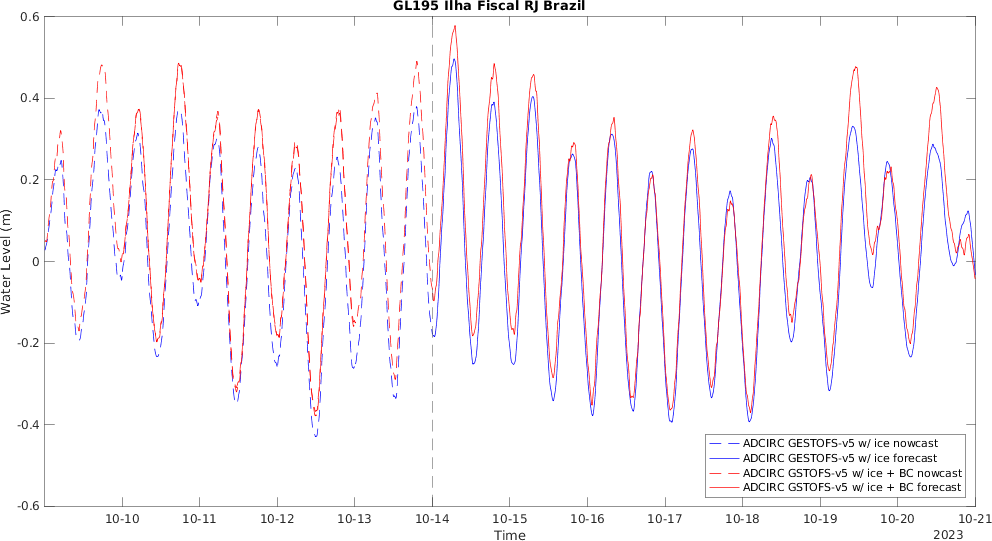 GL195 Ilha Fiscal RJ Brazil
0.6
0.4
0.2
0
-0.2
-0.4
-0.6
Water Level (m)
ADCIRC GESTOFS-v5 w/ ice nowcast
ADCIRC GESTOFS-v5 w/ ice forecast
ADCIRC GSTOFS-v5 w/ ice + BC nowcast
ADCIRC GSTOFS-v5 w/ ice + BC forecast
10-10 10-11 10-12 10-13 10-14 10-15 10-16 10-17 10-18 10-19 10-20 10-21
Time
2023